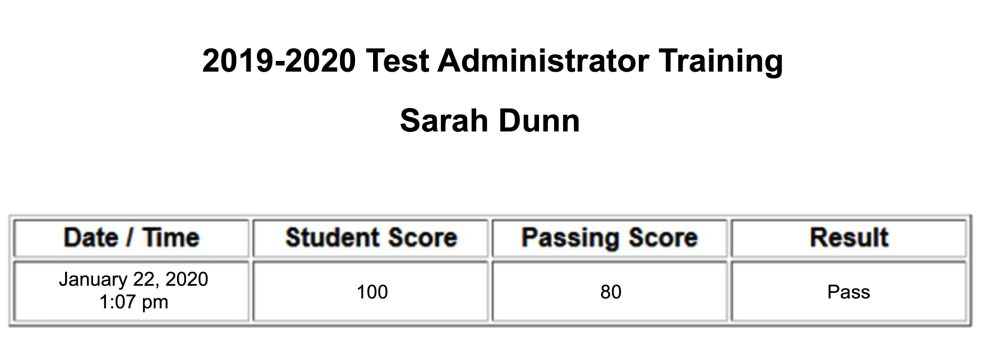 2019-2020 Test Administrator Training
Sarah Dunn
Date / Time Student Score Passing Score Result
January 22, 2020
1:07 pm 100 80 Pass